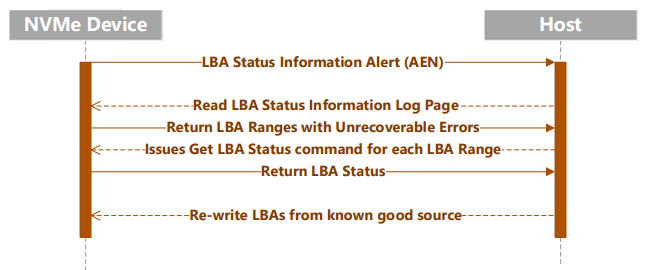 NVMe Device
Host
LBA Status Information Alert (AEN)
Read LBA Status Information Log Page
Return LBA Ranges with Unrecoverable Errors
Issues Get LBA Status command for each LBA Range
Return LBA Status
Re-write LBAs from known good source